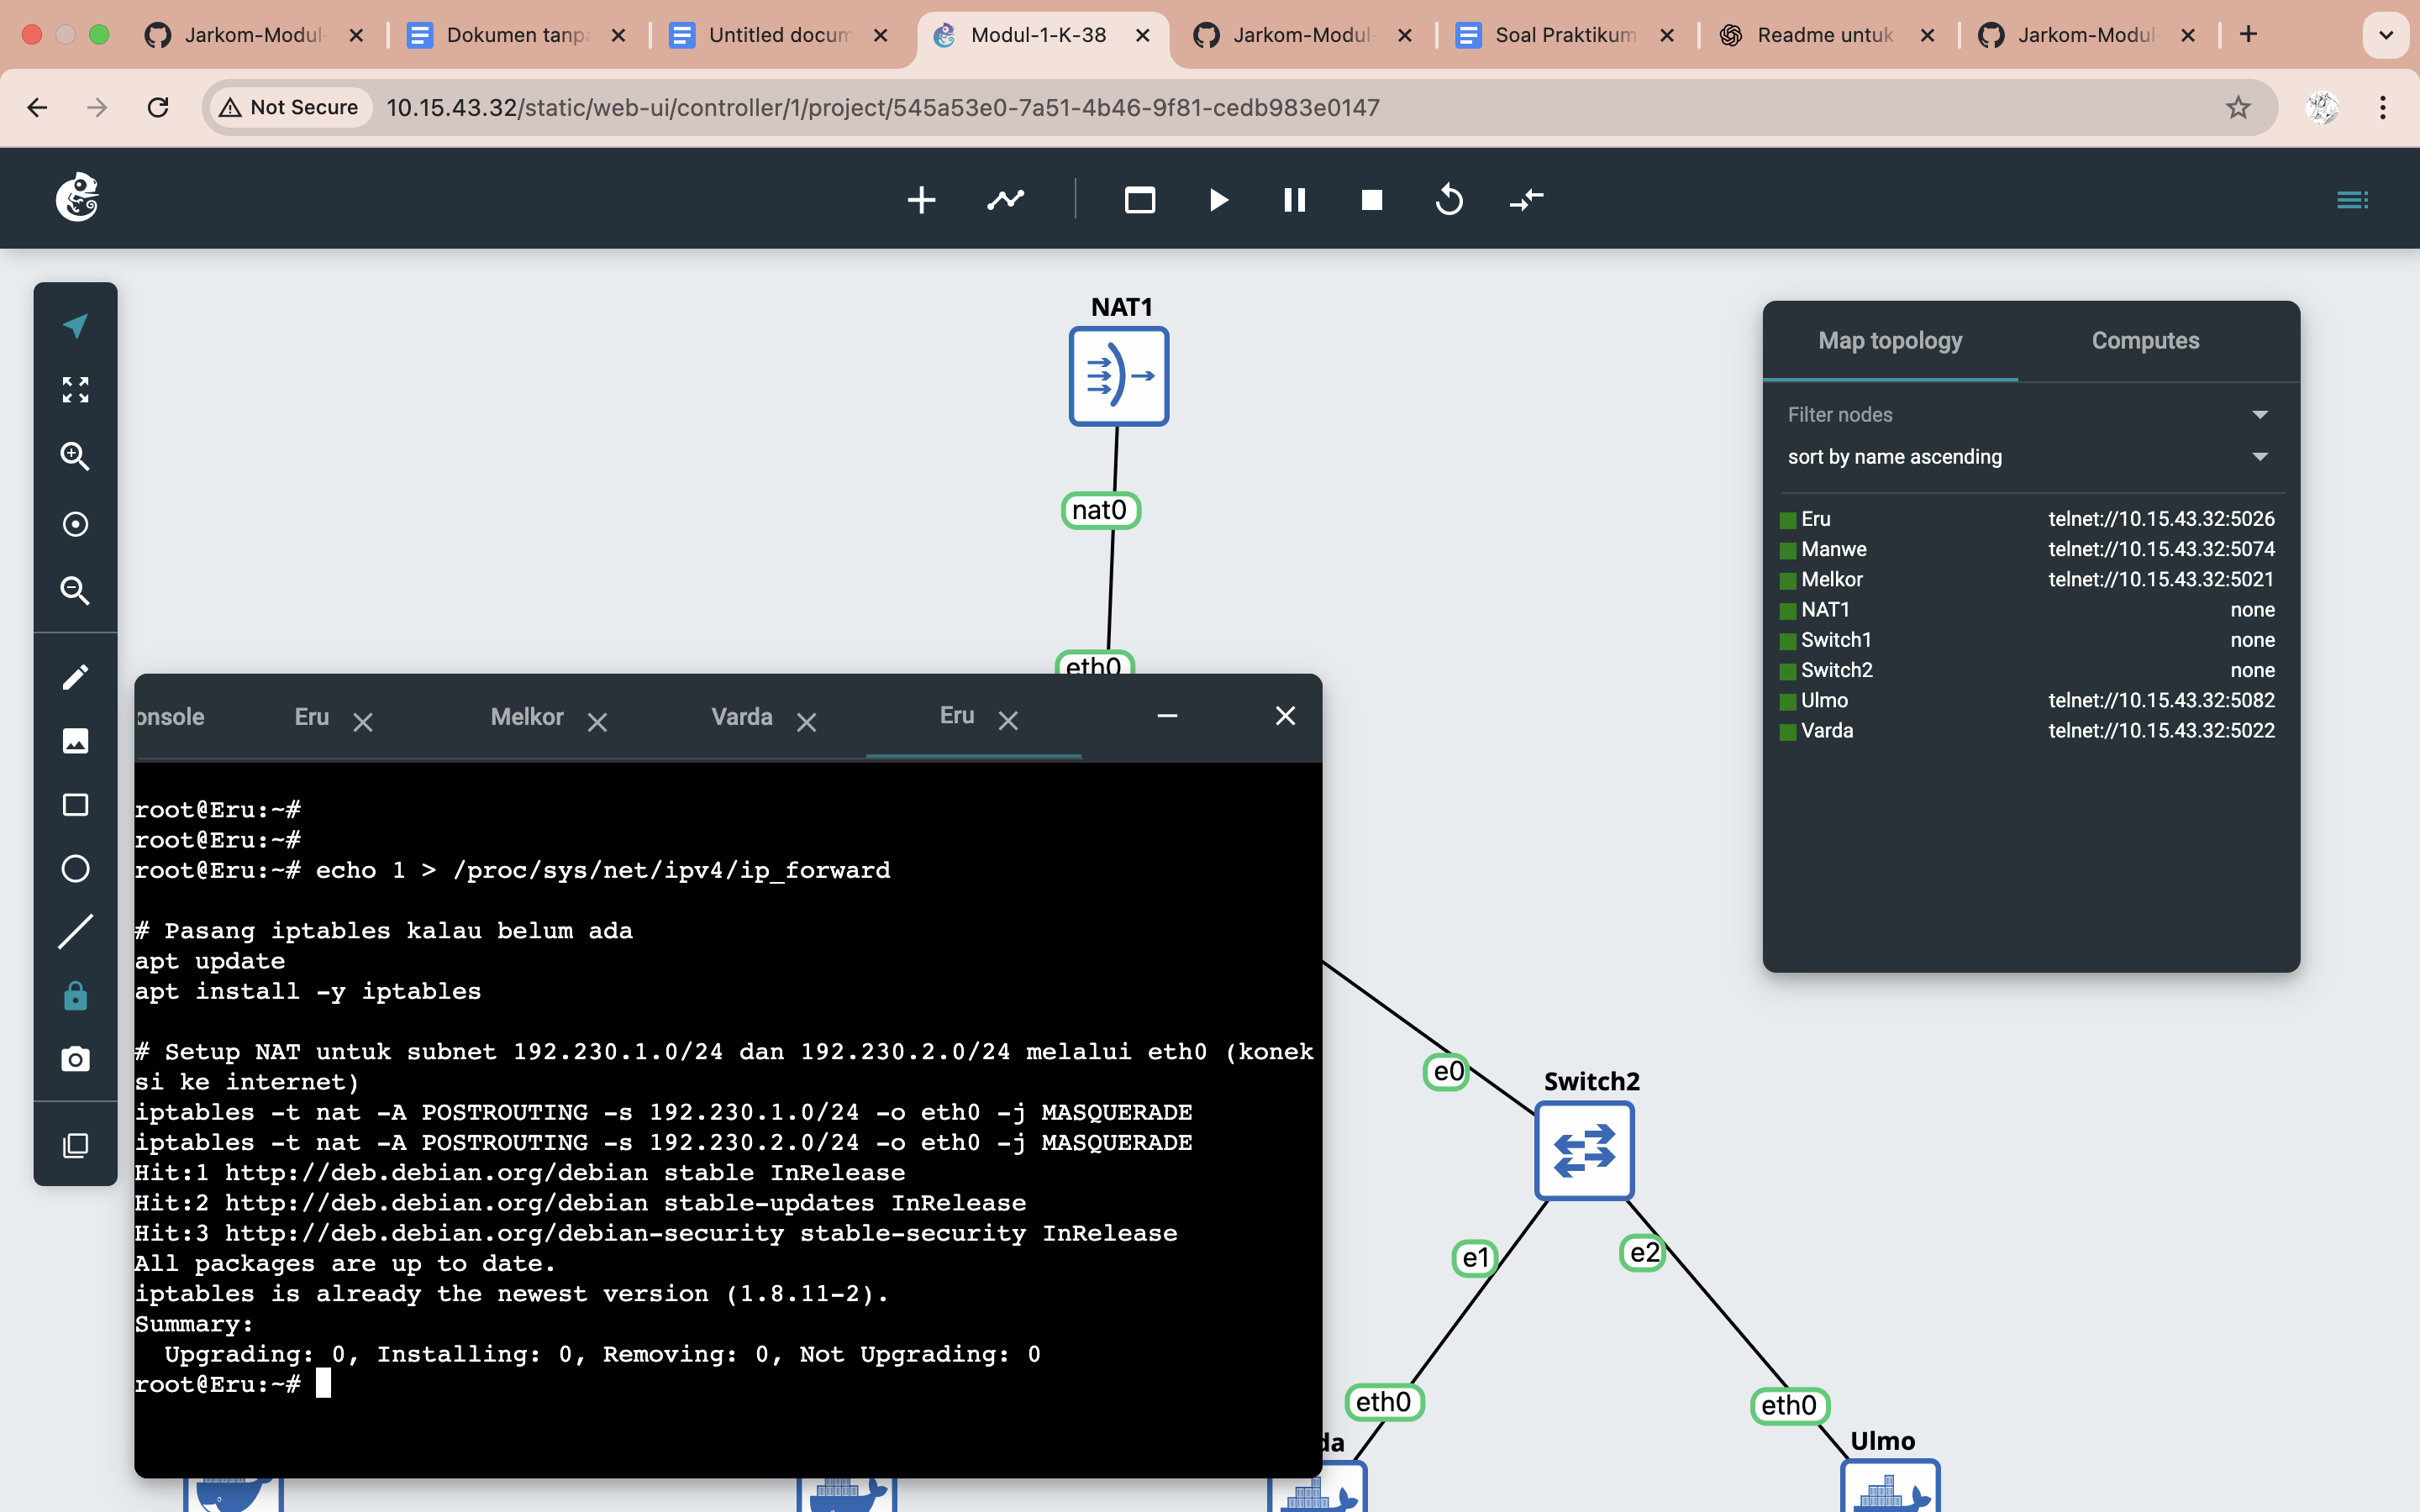 Jarkom-Modul-
Dokumen tanp
Untitled docum
Modul-1-K-38
Jarkom-Modul-
Soal Praktikum
Readme untuk
Jarkom-Modul-
Not Secure
10.15.43.32/static/web-ui/controller/1/project/545a53e0-7a51-4b46-9f81-cedb983e0147
NAT1
nat0
eth0
Map topology
Computes
Filter nodes
sort by name ascending
Eru telnet://10.15.43.32:5026
Manwe telnet://10.15.43.32:5074
Melkor telnet://10.15.43.32:5021
NAT1 none
Switch1 none
Switch2 none
Ulmo telnet://10.15.43.32:5082
Varda telnet://10.15.43.32:5022
onsole
Eru
Melkor
Varda
Eru
root@Eru:~#
root@Eru:~#
root@Eru:~# echo 1 > /proc/sys/net/ipv4/ip_forward
# Pasang iptables kalau belum ada
apt update
apt install -y iptables
# Setup NAT untuk subnet 192.230.1.0/24 dan 192.230.2.0/24 melalui eth0 (konek
si ke internet)
iptables -t nat -A POSTROUTING -s 192.230.1.0/24 -o eth0 -j MASQUERADE
iptables -t nat -A POSTROUTING -s 192.230.2.0/24 -o eth0 -j MASQUERADE
Hit:1 http://deb.debian.org/debian stable InRelease
Hit:2 http://deb.debian.org/debian stable-updates InRelease
Hit:3 http://deb.debian.org/debian-security stable-security InRelease
All packages are up to date.
iptables is already the newest version (1.8.11-2).
Summary:
  Upgrading: 0, Installing: 0, Removing: 0, Not Upgrading: 0
root@Eru:~#
e0
Switch2
e1
e2
eth0
eth0
da
Ulmo